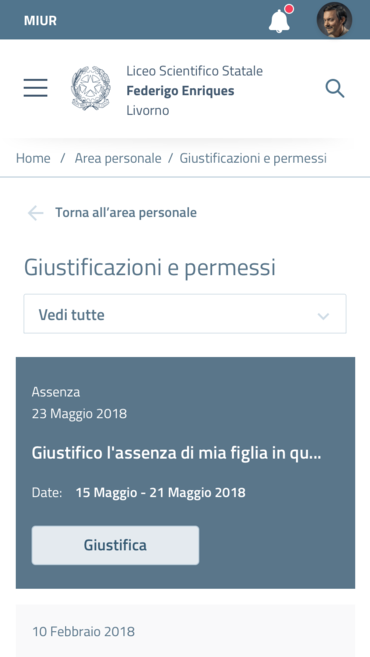 MIUR
Liceo Scientifico Statale
Federigo Enriques
Livorno
Home / Area personale / Giustificazioni e permessi
Torna all'area personale
Giustificazioni e permessi
Vedi tutte
Assenza
23 Maggio 2018
Giustifico l'assenza di mia figlia in qu...
Date: 15 Maggio - 21 Maggio 2018
Giustifica
10 Febbraio 2018